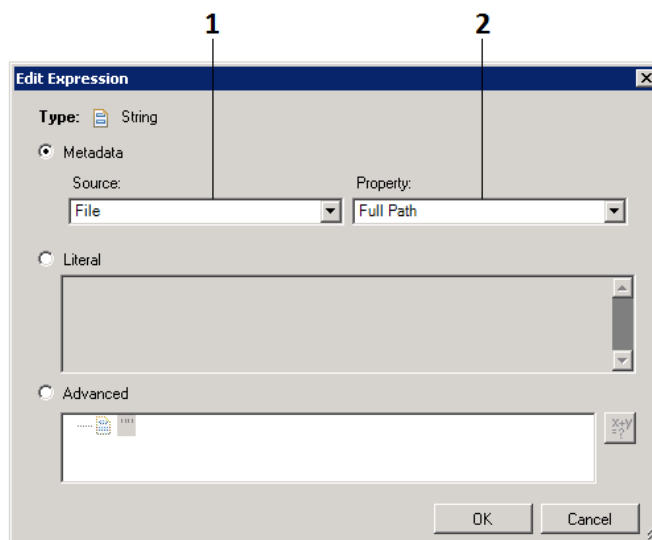 1 2
Edit Expression
Type: String
Metadata
Source: Property:
File Full Path
Literal
Advanced
""
x+y
=?
OK Cancel